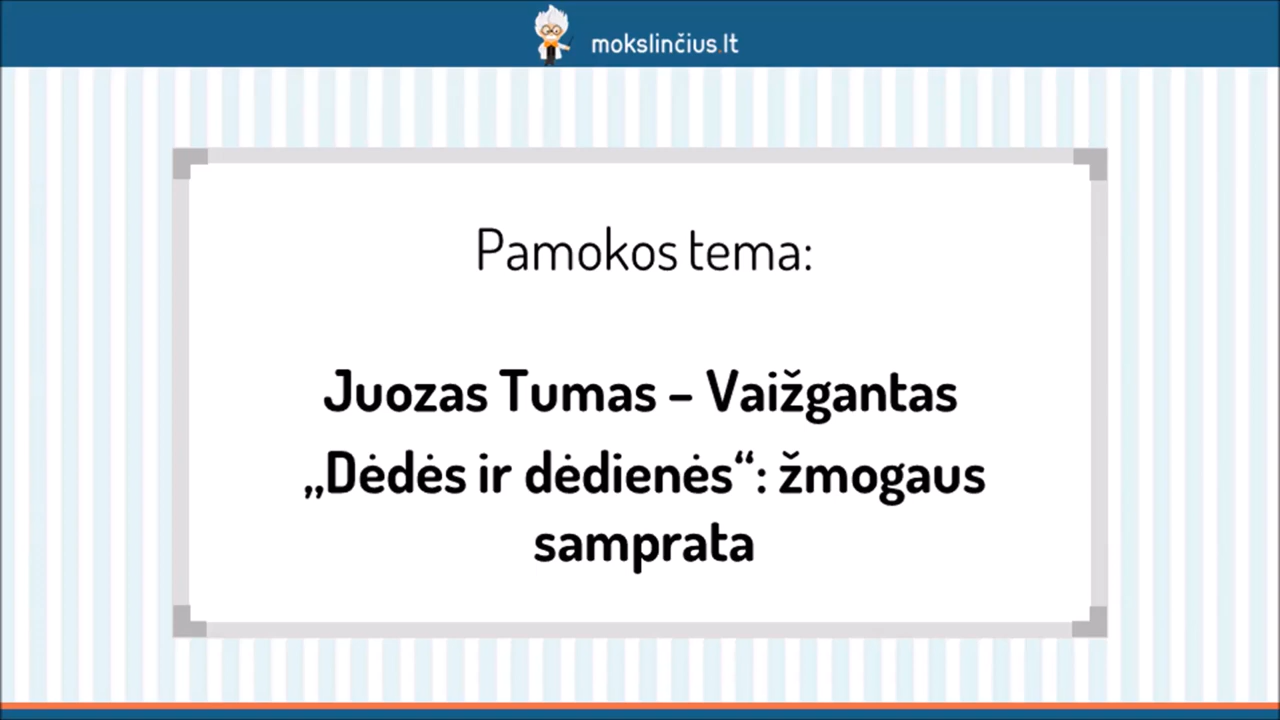 mokslinčius.lt
Pamokos tema:
Juozas Tumas – Vaižgantas
„Dėdės ir dėdienės“: žmogaus
samprata